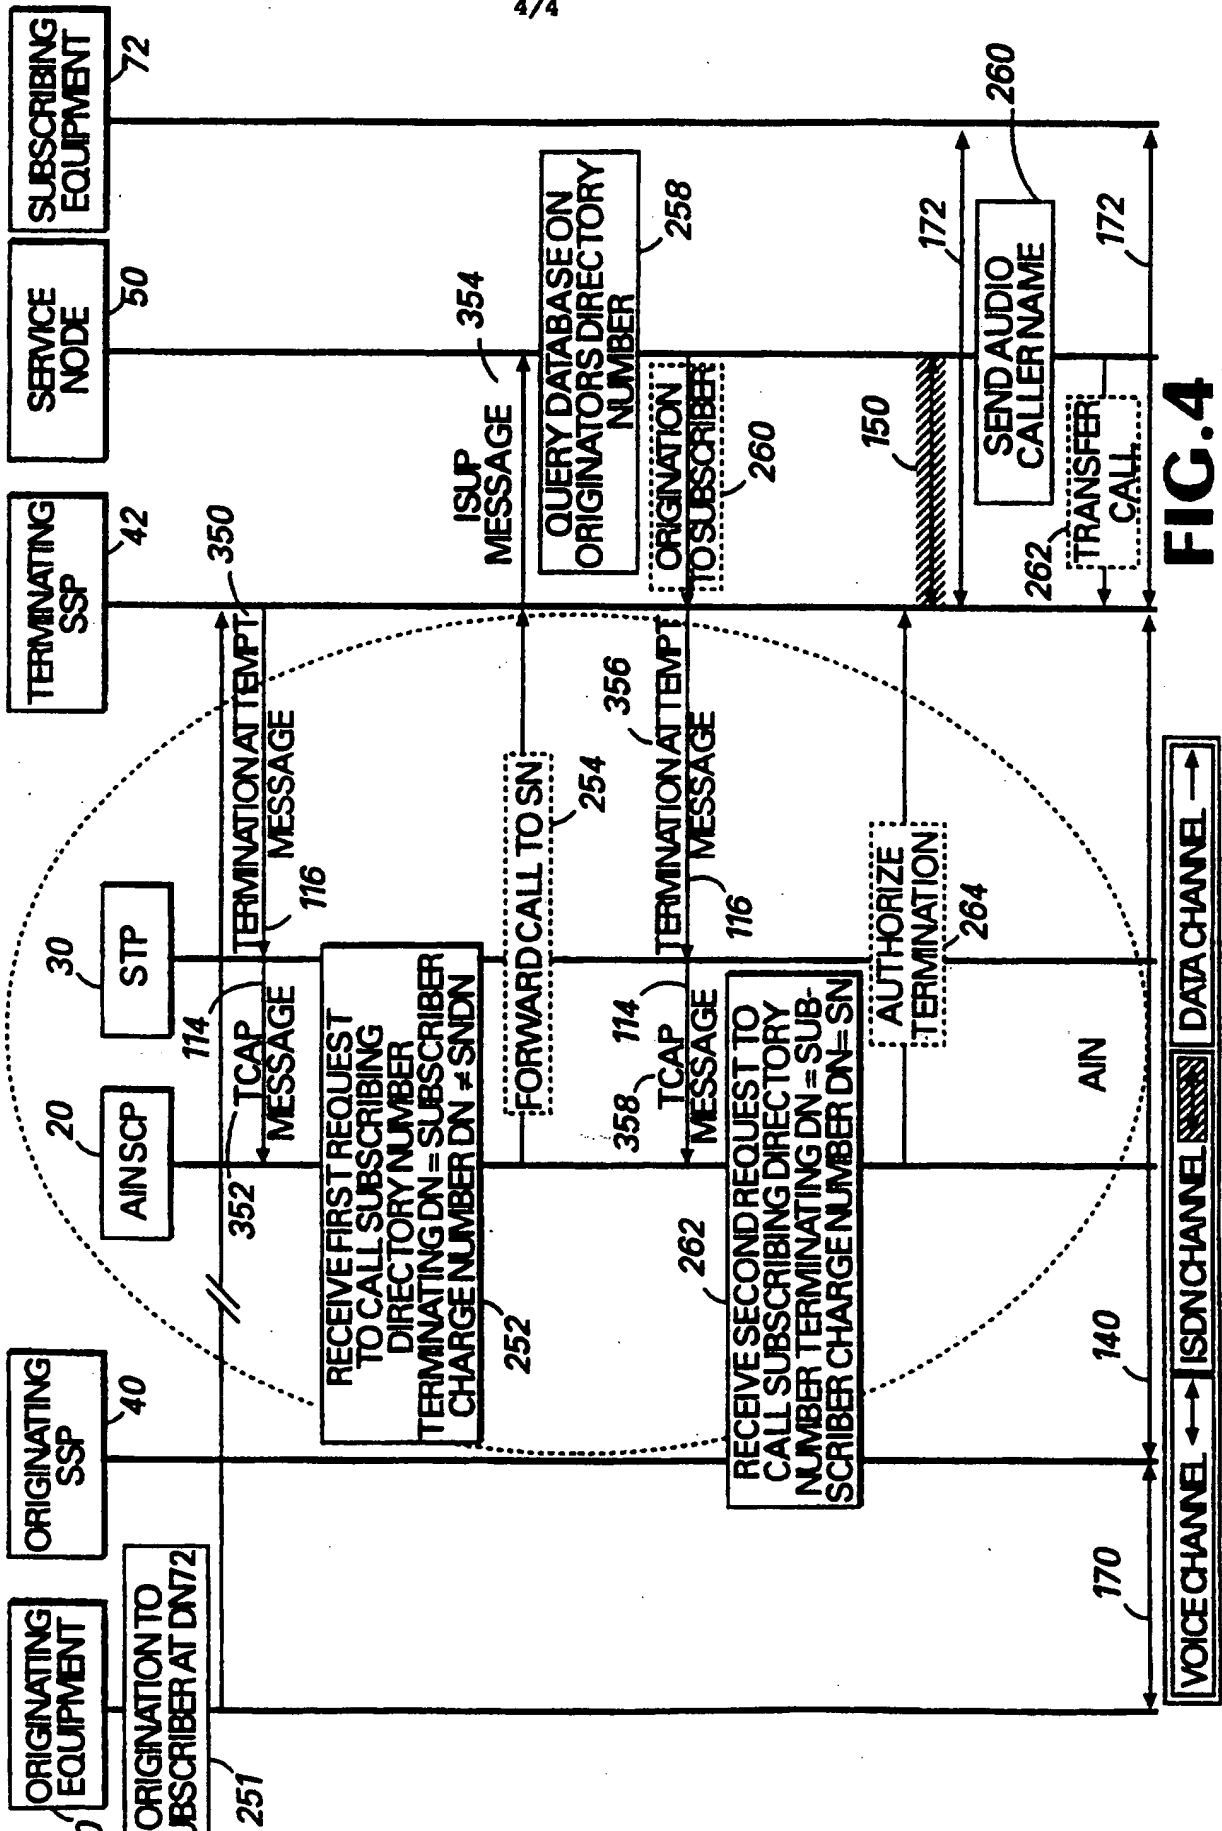 4/4
ORIGINATING
EQUIPMENT
ORIGINATION TO
SUBSCRIBER AT DN72
251
ORIGINATING
SSP
40
AIN SCP
20
STP
30
TERMINATING
SSP
42
SERVICE
NODE
50
SUBSCRIBING
EQUIPMENT
72
352
TCAP
MESSAGE
114
TERMINATION ATTEMPT
MESSAGE
116
350
RECEIVE FIRST REQUEST
TO CALL SUBSCRIBING
DIRECTORY NUMBER
TERMINATING DN = SUBSCRIBER
CHARGE NUMBER DN ≠ SNDN
252
FORWARD CALL TO SN
254
ISUP
MESSAGE
354
QUERY DATABASE ON
ORIGINATORS DIRECTORY
NUMBER
258
358
TCAP
MESSAGE
114
TERMINATION ATTEMPT
MESSAGE
116
356
ORIGINATION
TO SUBSCRIBER
260
262
RECEIVE SECOND REQUEST TO
CALL SUBSCRIBING DIRECTORY
NUMBER TERMINATING DN = SUB-
SCRIBER CHARGE NUMBER DN = SN
AUTHORIZE
TERMINATION
264
150
172
SEND AUDIO
CALLER NAME
260
262
TRANSFER
CALL
172
AIN
170
140
VOICE CHANNEL
ISDN CHANNEL
DATA CHANNEL
FIG.4